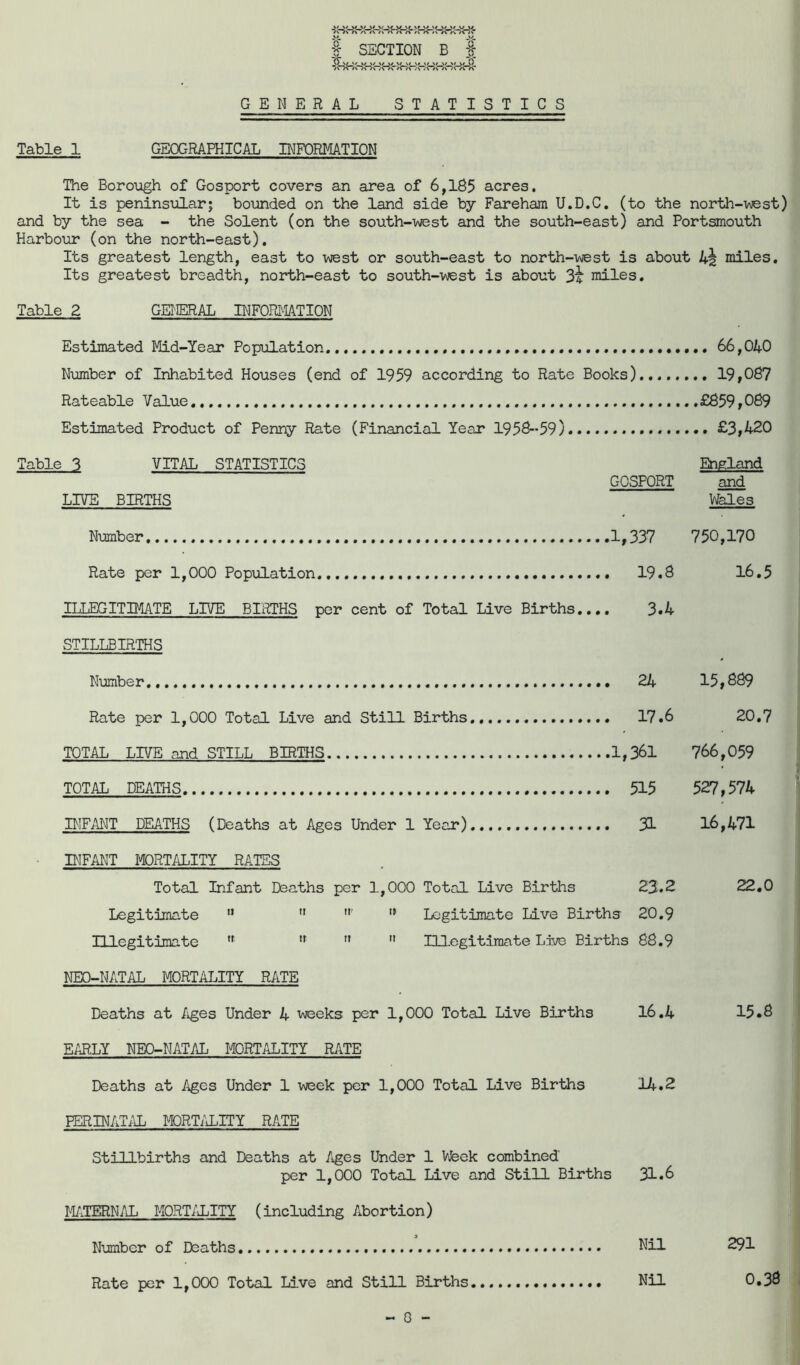 SECTION B
GENERAL STATISTICS
Table 1 GEOGRAPHICAL INFORMATION
The Borough of Gosport covers an area of 6,185 acres.
It is peninsular; bounded on the land side by Fareham U.D.C. (to the north-west)
and by the sea - the Solent (on the south-west and the south-east) and Portsmouth
Harbour (on the north-east).
Its greatest length, east to west or south-east to north-west is about 4½ miles.
Its greatest breadth, north-east to south-west is about 3¼ miles.
Table 2 GENERAL INFORMATION
Estimated Mid-Year Population........ 66,040
Number of Inhabited Houses (end of 1959 according to Rate Books)........ 19,087
Rateable Value........£859,089
Estimated Product of Penny Rate (Financial Year 1958-59)........ £3,420
Table 3 VITAL STATISTICS England
GOSPORT and
LIVE BIRTHS Wales
Number........1,337 750,170
Rate per 1,000 Population........ 19.8 16.5
ILLEGITIMATE LIVE BIRTHS per cent of Total Live Births.... 3.4
STILLBIRTHS
Number........ 24 15,889
Rate per 1,000 Total Live and Still Births........ 17.6 20.7
TOTAL LIVE and STILL BIRTHS........1,361 766,059
TOTAL DEATHS........ 515 527,574
INFANT DEATHS (Deaths at Ages Under 1 Year)........ 31 16,471
INFANT MORTALITY RATES
Total Infant Deaths per 1,000 Total Live Births 23.2 22.0
Legitimate " " " " Legitimate Live Births 20.9
Illegitimate " " " " Illegitimate Live Births 88.9
NEO-NATAL MORTALITY RATE
Deaths at Ages Under 4 weeks per 1,000 Total Live Births 16.4 15.8
EARLY NEO-NATAL MORTALITY RATE
Deaths at Ages Under 1 week per 1,000 Total Live Births 14.2
PERINATAL MORTALITY RATE
Stillbirths and Deaths at Ages Under 1 Week combined
per 1,000 Total Live and Still Births 31.6
MATERNAL MORTALITY (including Abortion)
Number of Deaths........ Nil 291
Rate per 1,000 Total Live and Still Births........ Nil 0.38
- 8 -